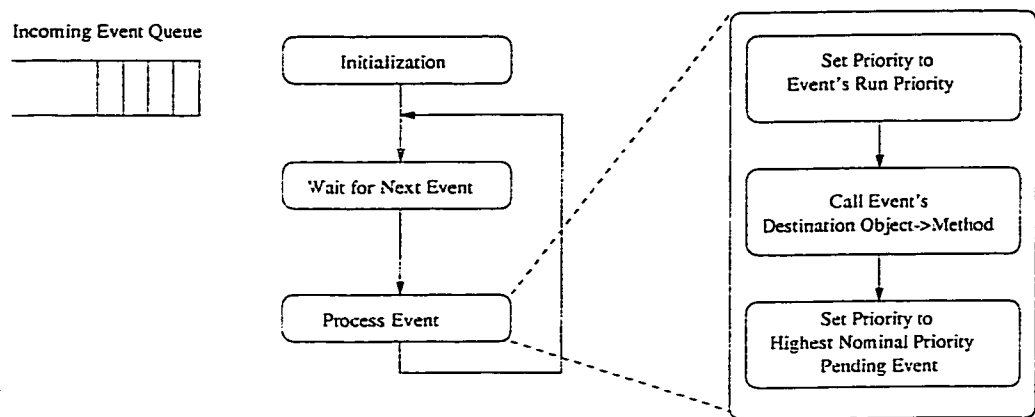 Incoming Event Queue
Initialization
Wait for Next Event
Process Event
Set Priority to
Event's Run Priority
Call Event's
Destination Object->Method
Set Priority to
Highest Nominal Priority
Pending Event